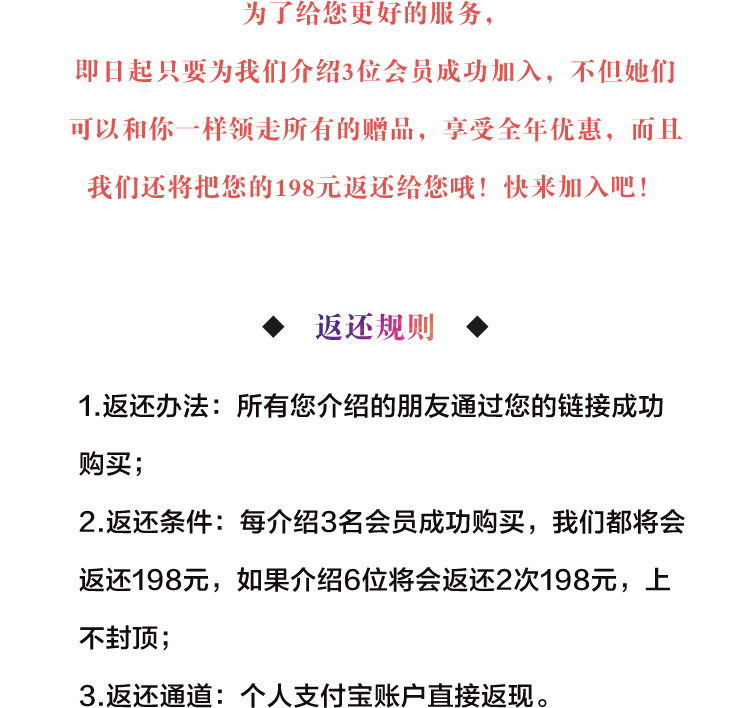 为了给您更好的服务，
即日起只要为我们介绍3位会员成功加入，不但她们
可以和你一样领走所有的赠品，享受全年优惠，而且
我们还将把您的198元返还给您哦！快来加入吧！
◆ 返还规则 ◆
1.返还办法：所有您介绍的朋友通过您的链接成功
购买；
2.返还条件：每介绍3名会员成功购买，我们都将会
返还198元，如果介绍6位将会返还2次198元，上
不封顶；
3.返还通道：个人支付宝账户直接返现。